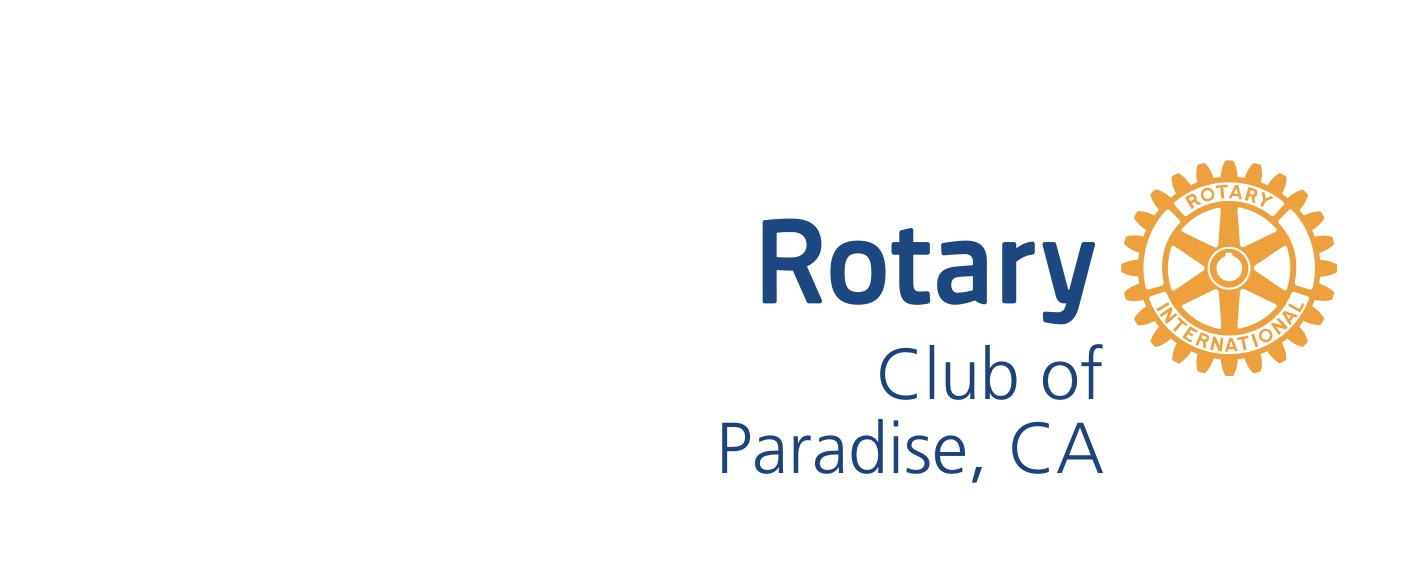 Rotary
Club of
Paradise, CA
ROTARY
INTERNATIONAL